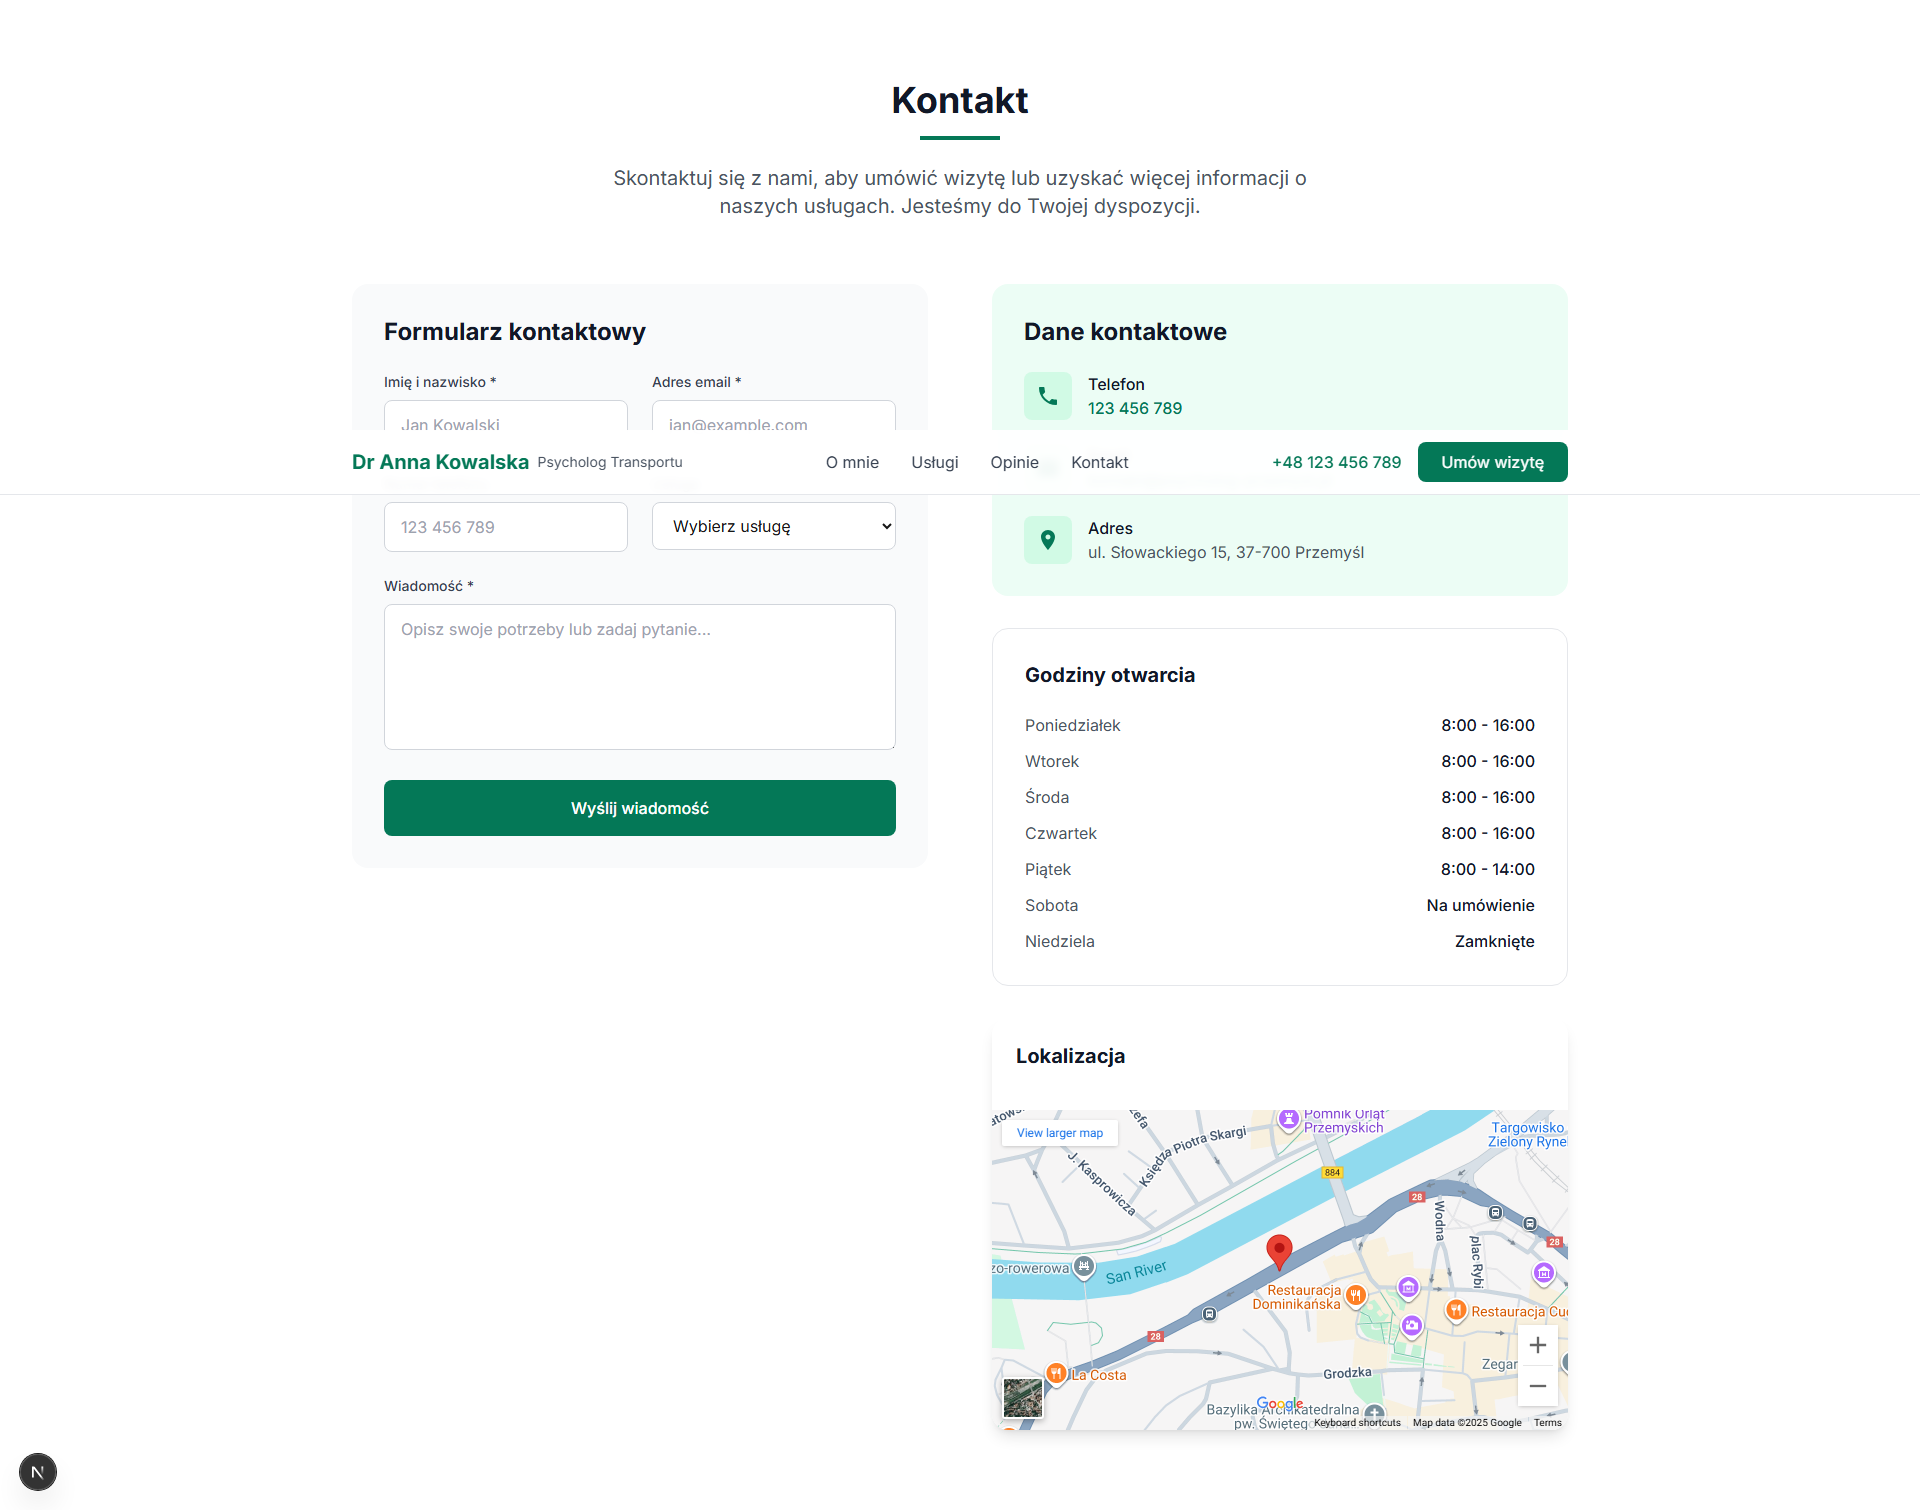 Kontakt
Skontaktuj się z nami, aby umówić wizytę lub uzyskać więcej informacji o
naszych usługach. Jesteśmy do Twojej dyspozycji.
Formularz kontaktowy
Imię i nazwisko *
Adres email *
Jan Kowalski
jan@example.com
Dane kontaktowe
Telefon
123 456 789
Dr Anna Kowalska Psycholog Transportu
O mnie
Usługi
Opinie
Kontakt
+48 123 456 789
Umów wizytę
123 456 789
Wybierz usługę
Wiadomość *
Opisz swoje potrzeby lub zadaj pytanie...
Wyślij wiadomość
Adres
ul. Słowackiego 15, 37-700 Przemyśl
Godziny otwarcia
Poniedziałek 8:00 - 16:00
Wtorek 8:00 - 16:00
Środa 8:00 - 16:00
Czwartek 8:00 - 16:00
Piątek 8:00 - 14:00
Sobota Na umówienie
Niedziela Zamknięte
Lokalizacja
View larger map
Pomnik Orląt
Przemyskich
Targowisko
Zielony Ryne
Księdza Piotra Skargi
J. Kasprowicza
884
28
Wodna
plac Rybi
28
zo-rowerowa
San River
Restauracja
Dominikańska
Restauracja Cu
28
La Costa
Grodzka
Zegar
Bazylika Archikatedralna
pw. Święteg
Google
Keyboard shortcuts
Map data ©2025 Google
Terms
N